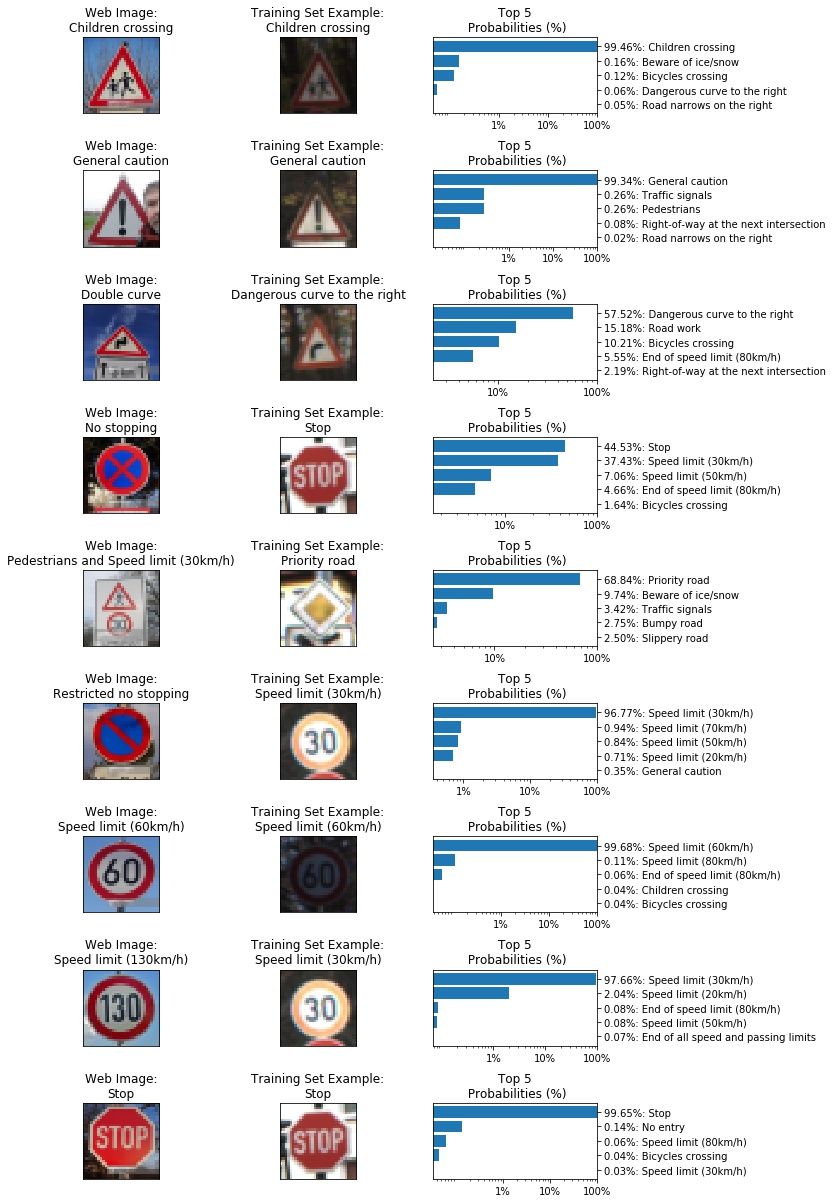 Web Image:
Children crossing
Training Set Example:
Children crossing
Top 5
Probabilities (%)
99.46%: Children crossing
0.16%: Beware of ice/snow
0.12%: Bicycles crossing
0.06%: Dangerous curve to the right
0.05%: Road narrows on the right
1% 10% 100%
Web Image:
General caution
Training Set Example:
General caution
Top 5
Probabilities (%)
99.34%: General caution
0.26%: Traffic signals
0.26%: Pedestrians
0.08%: Right-of-way at the next intersection
0.02%: Road narrows on the right
1% 10% 100%
Web Image:
Double curve
Training Set Example:
Dangerous curve to the right
Top 5
Probabilities (%)
57.52%: Dangerous curve to the right
15.18%: Road work
10.21%: Bicycles crossing
5.55%: End of speed limit (80km/h)
2.19%: Right-of-way at the next intersection
10% 100%
Web Image:
No stopping
Training Set Example:
Stop
STOP
Top 5
Probabilities (%)
44.53%: Stop
37.43%: Speed limit (30km/h)
7.06%: Speed limit (50km/h)
4.66%: End of speed limit (80km/h)
1.64%: Bicycles crossing
10% 100%
Web Image:
Pedestrians and Speed limit (30km/h)
30
Training Set Example:
Priority road
Top 5
Probabilities (%)
68.84%: Priority road
9.74%: Beware of ice/snow
3.42%: Traffic signals
2.75%: Bumpy road
2.50%: Slippery road
10% 100%
Web Image:
Restricted no stopping
Training Set Example:
Speed limit (30km/h)
30
Top 5
Probabilities (%)
96.77%: Speed limit (30km/h)
0.94%: Speed limit (70km/h)
0.84%: Speed limit (50km/h)
0.71%: Speed limit (20km/h)
0.35%: General caution
1% 10% 100%
Web Image:
Speed limit (60km/h)
60
Training Set Example:
Speed limit (60km/h)
60
Top 5
Probabilities (%)
99.68%: Speed limit (60km/h)
0.11%: Speed limit (80km/h)
0.06%: End of speed limit (80km/h)
0.04%: Children crossing
0.04%: Bicycles crossing
1% 10% 100%
Web Image:
Speed limit (130km/h)
130
Training Set Example:
Speed limit (30km/h)
30
Top 5
Probabilities (%)
97.66%: Speed limit (30km/h)
2.04%: Speed limit (20km/h)
0.08%: End of speed limit (80km/h)
0.08%: Speed limit (50km/h)
0.07%: End of all speed and passing limits
1% 10% 100%
Web Image:
Stop
STOP
Training Set Example:
Stop
STOP
Top 5
Probabilities (%)
99.65%: Stop
0.14%: No entry
0.06%: Speed limit (80km/h)
0.04%: Bicycles crossing
0.03%: Speed limit (30km/h)
1% 10% 100%